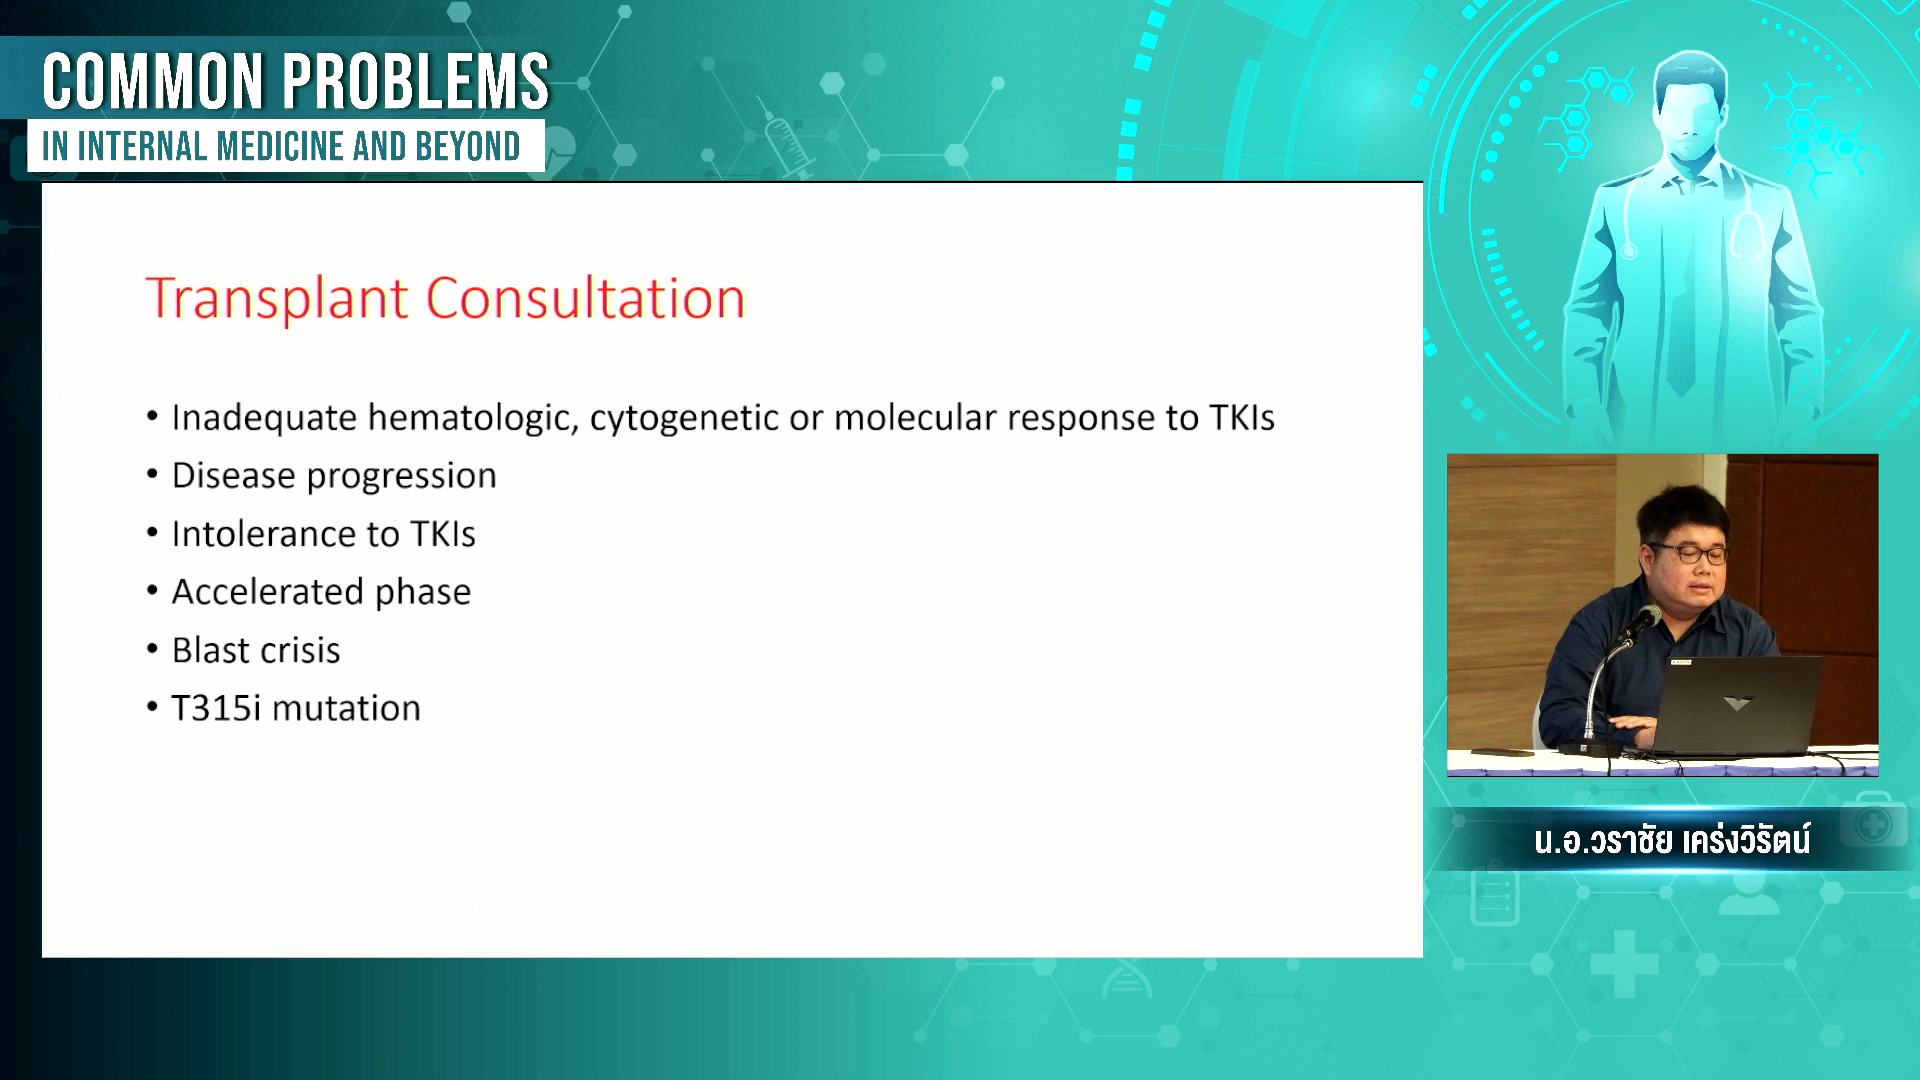 COMMON PROBLEMS
IN INTERNAL MEDICINE AND BEYOND
Transplant Consultation
• Inadequate hematologic, cytogenetic or molecular response to TKIs
• Disease progression
• Intolerance to TKIs
• Accelerated phase
• Blast crisis
• T315i mutation
น.อ.วราชัย เคร่งวิรัตน์